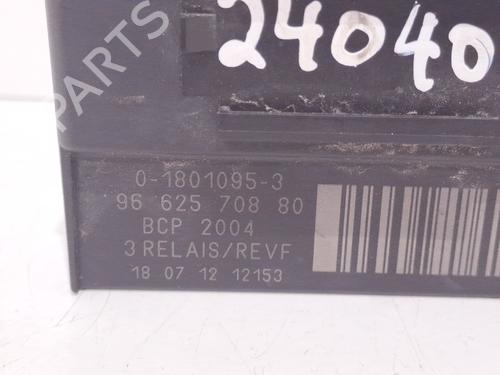 24040
PARTS
0-1801095-3
96 625 708 80
BCP 2004
3 RELAIS/REVF
18 07 12 12153